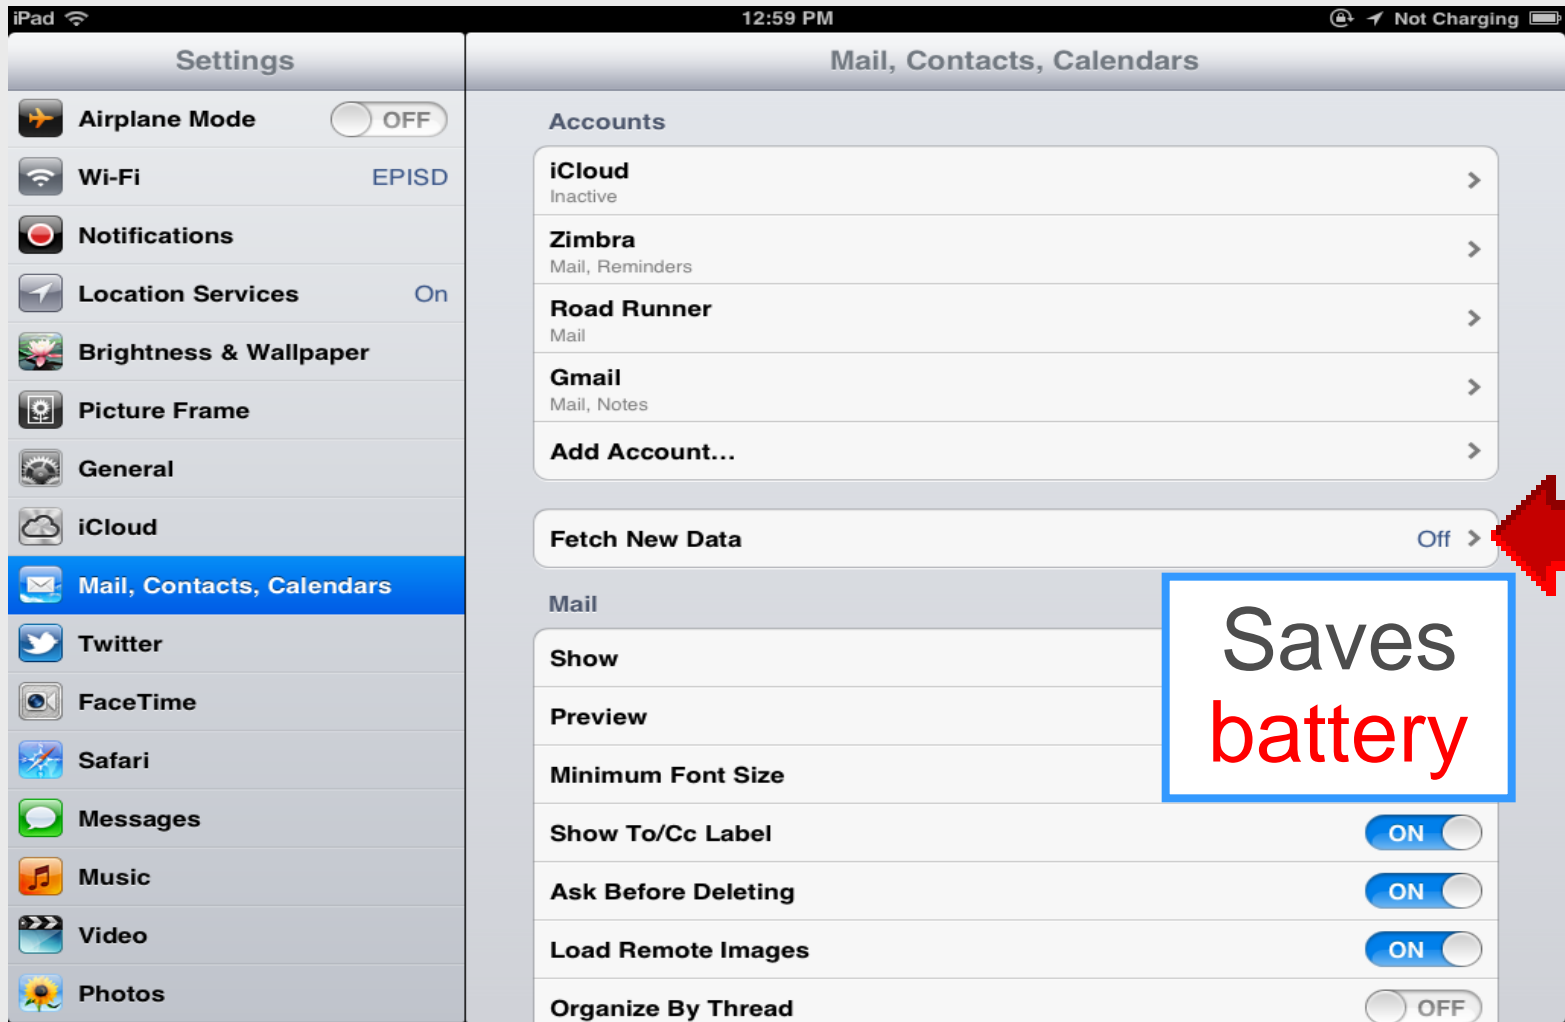 iPad 12:59 PM Not Charging
Settings
Airplane Mode OFF
Wi-Fi EPISD
Notifications
Location Services On
Brightness & Wallpaper
Picture Frame
General
iCloud
Mail, Contacts, Calendars
Twitter
FaceTime
Safari
Messages
Music
Video
Photos
Mail, Contacts, Calendars
Accounts
iCloud
Inactive
Zimbra
Mail, Reminders
Road Runner
Mail
Gmail
Mail, Notes
Add Account...
Fetch New Data Off
Mail
Show
Preview
Minimum Font Size
Show To/Cc Label ON
Ask Before Deleting ON
Load Remote Images ON
Organize By Thread OFF
Saves
battery